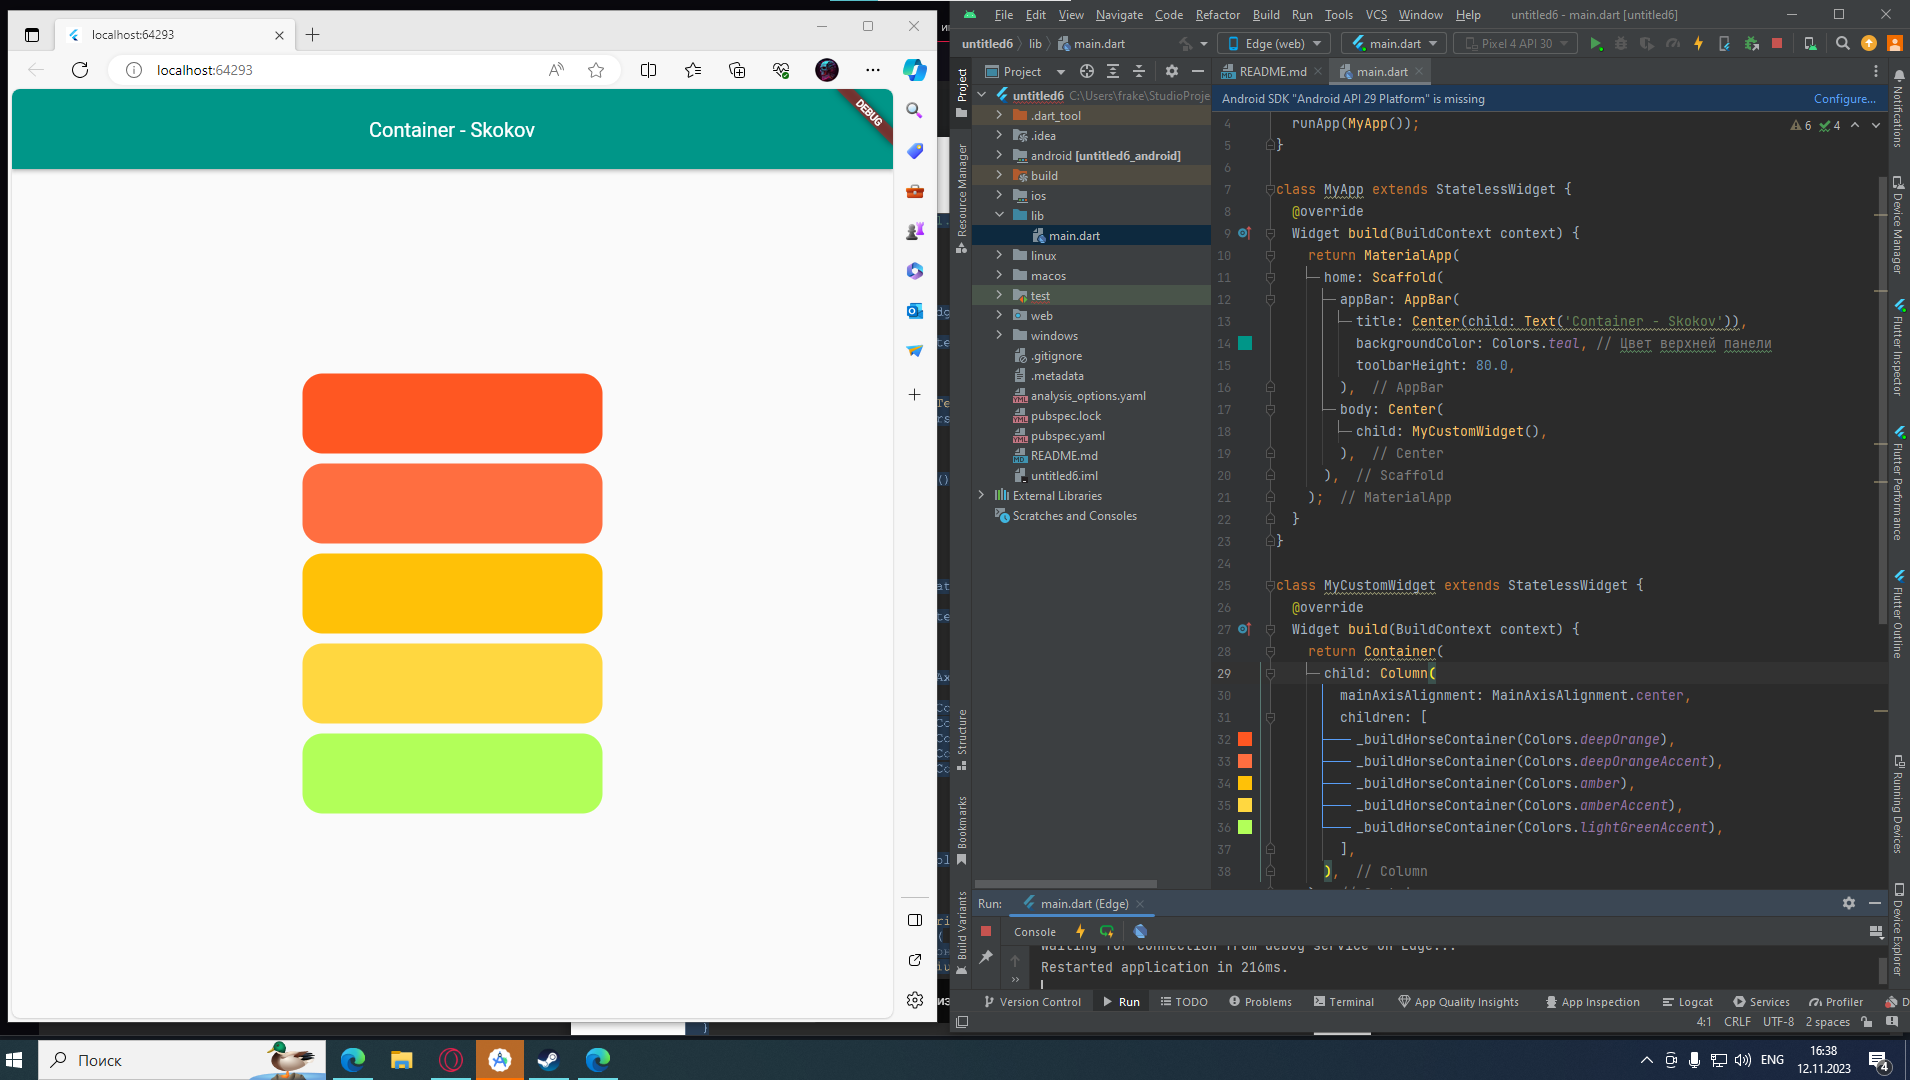 localhost:64293
localhost:64293
Container - Skokov
DEBUG
File Edit View Navigate Code Refactor Build Run Tools VCS Window Help untitled6 - main.dart [untitled6]
untitled6 lib main.dart Edge (web) main.dart Pixel 4 API 30
Project README.md main.dart
Android SDK "Android API 29 Platform" is missing Configure...
untitled6 C:\Users\frake\StudioProje
.dart_tool
.idea
android [untitled6_android]
build
ios
lib
main.dart
linux
macos
test
web
windows
.gitignore
.metadata
analysis_options.yaml
pubspec.lock
pubspec.yaml
README.md
untitled6.iml
External Libraries
Scratches and Consoles
Project
Resource Manager
Structure
Bookmarks
Build Variants
6 4
4 runApp(MyApp());
5 }
6
7 class MyApp extends StatelessWidget {
8 @override
9 Widget build(BuildContext context) {
10 return MaterialApp(
11 home: Scaffold(
12 appBar: AppBar(
13 title: Center(child: Text('Container - Skokov')),
14 backgroundColor: Colors.teal, // Цвет верхней панели
15 toolbarHeight: 80.0,
16 ), // AppBar
17 body: Center(
18 child: MyCustomWidget(),
19 ), // Center
20 ), // Scaffold
21 ); // MaterialApp
22 }
23 }
24
25 class MyCustomWidget extends StatelessWidget {
26 @override
27 Widget build(BuildContext context) {
28 return Container(
29 child: Column(
30 mainAxisAlignment: MainAxisAlignment.center,
31 children: [
32 _buildHorseContainer(Colors.deepOrange),
33 _buildHorseContainer(Colors.deepOrangeAccent),
34 _buildHorseContainer(Colors.amber),
35 _buildHorseContainer(Colors.amberAccent),
36 _buildHorseContainer(Colors.lightGreenAccent),
37 ],
38 ), // Column
Notifications
Device Manager
Flutter Inspector
Flutter Performance
Flutter Outline
Running Devices
Device Explorer
Run: main.dart (Edge)
Console
Waiting for connection from debug service on Edge...
Restarted application in 216ms.
Version Control Run TODO Problems Terminal App Quality Insights App Inspection Logcat Services Profiler D
4:1 CRLF UTF-8 2 spaces
Поиск
ENG
16:38
12.11.2023
4